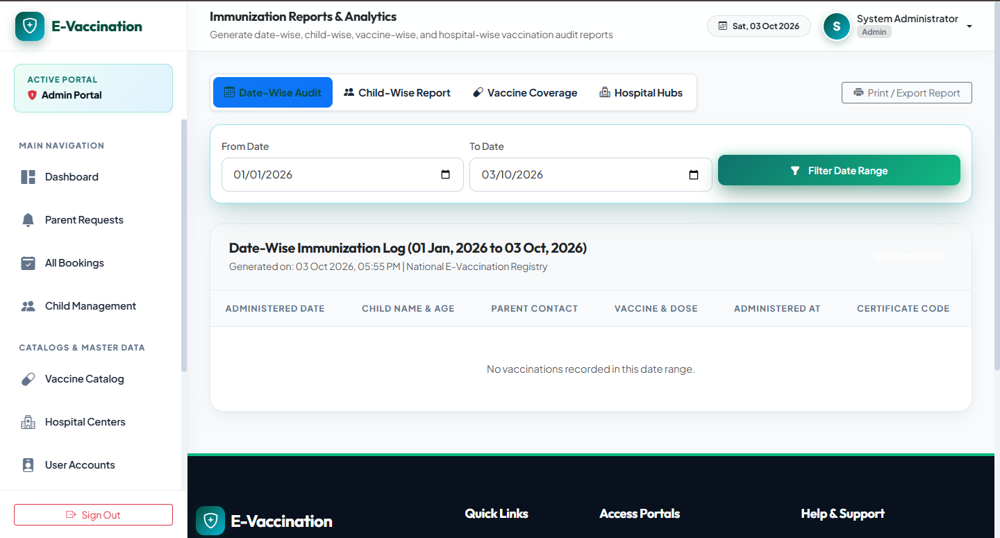 E-Vaccination
Immunization Reports & Analytics
Generate date-wise, child-wise, vaccine-wise, and hospital-wise vaccination audit reports
Sat, 03 Oct 2026
S
System Administrator
Admin
ACTIVE PORTAL
Admin Portal
MAIN NAVIGATION
Dashboard
Parent Requests
All Bookings
Child Management
CATALOGS & MASTER DATA
Vaccine Catalog
Hospital Centers
User Accounts
Sign Out
Date-Wise Audit
Child-Wise Report
Vaccine Coverage
Hospital Hubs
Print / Export Report
From Date
To Date
01/01/2026
03/10/2026
Filter Date Range
Date-Wise Immunization Log (01 Jan, 2026 to 03 Oct, 2026)
Generated on: 03 Oct 2026, 05:55 PM | National E-Vaccination Registry
0 Records Found
ADMINISTERED DATE
CHILD NAME & AGE
PARENT CONTACT
VACCINE & DOSE
ADMINISTERED AT
CERTIFICATE CODE
No vaccinations recorded in this date range.
E-Vaccination
Quick Links
Access Portals
Help & Support